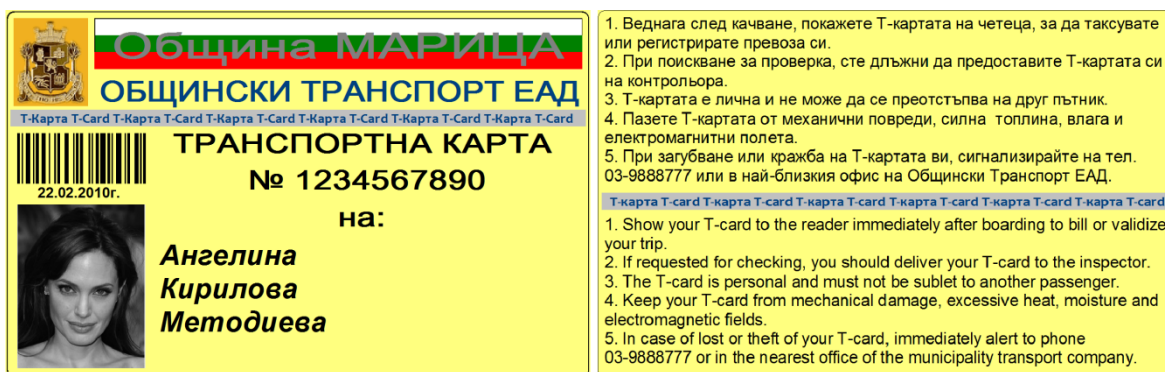 Община МАРИЦА
ОБЩИНСКИ ТРАНСПОРТ ЕАД
Т-Карта T-Card Т-Карта T-Card Т-Карта T-Card Т-Карта T-Card Т-Карта T-Card
22.02.2010г.
ТРАНСПОРТНА КАРТА
№ 1234567890
на:
Ангелина
Кирилова
Методиева
1. Веднага след качване, покажете Т-картата на четеца, за да таксувате
или регистрирате превоза си.
2. При поискване за проверка, сте длъжни да предоставите Т-картата си
на контрольора.
3. Т-картата е лична и не може да се преотстъпва на друг пътник.
4. Пазете Т-картата от механични повреди, силна топлина, влага и
електромагнитни полета.
5. При загубване или кражба на Т-картата ви, сигнализирайте на тел.
03-9888777 или в най-близкия офис на Общински Транспорт ЕАД.
Т-карта T-card Т-карта T-card Т-карта T-card Т-карта T-card Т-карта T-card
1. Show your T-card to the reader immediately after boarding to bill or validize
your trip.
2. If requested for checking, you should deliver your T-card to the inspector.
3. The T-card is personal and must not be sublet to another passenger.
4. Keep your T-card from mechanical damage, excessive heat, moisture and
electromagnetic fields.
5. In case of lost or theft of your T-card, immediately alert to phone
03-9888777 or in the nearest office of the municipality transport company.